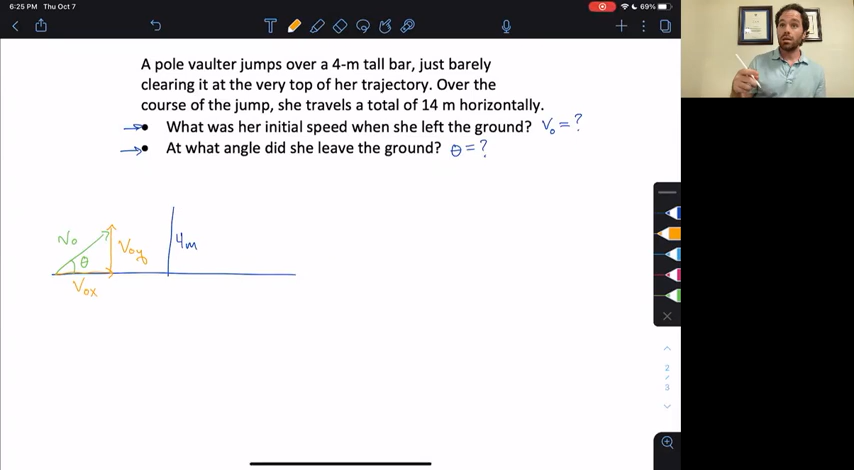 6:25 PM Thu Oct 7
69%
A pole vaulter jumps over a 4-m tall bar, just barely
clearing it at the very top of her trajectory. Over the
course of the jump, she travels a total of 14 m horizontally.
• What was her initial speed when she left the ground? V₀ = ?
• At what angle did she leave the ground? θ = ?
V₀
θ
V₀y
V₀x
4m
2
/
3